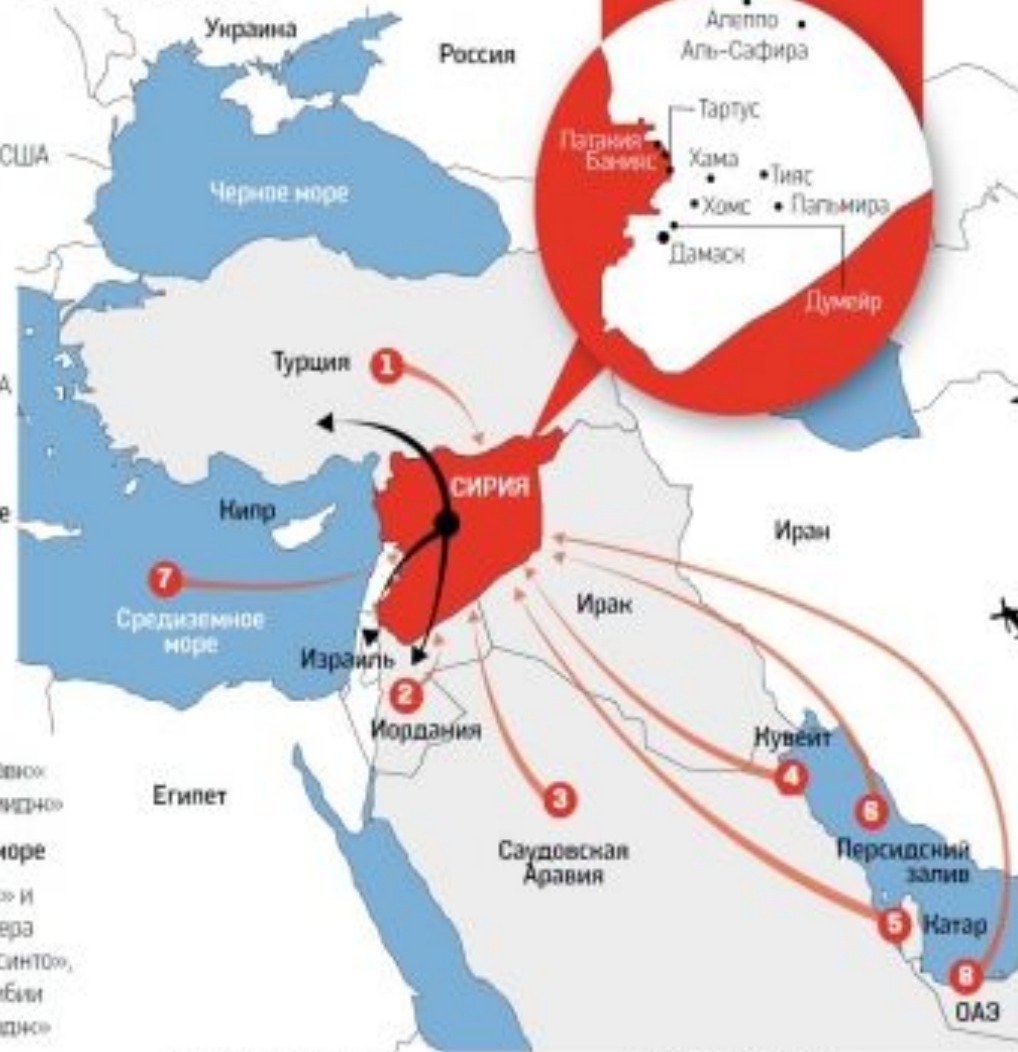 Украина
Россия
Алеппо
Аль-Сафира
Тартус
Патакия
Банияс
Хама
Тияс
Хомс
Пальмира
Дамаск
Думейр
США
Черное море
Турция
1
СИРИЯ
Кипр
Иран
7
Средиземное
море
Ирак
Израиль
2
Иордания
Кувейт
4
Египет
3
6
Саудовская
Аравия
Персидский
залив
5
Катар
8
ОАЭ
море
» и